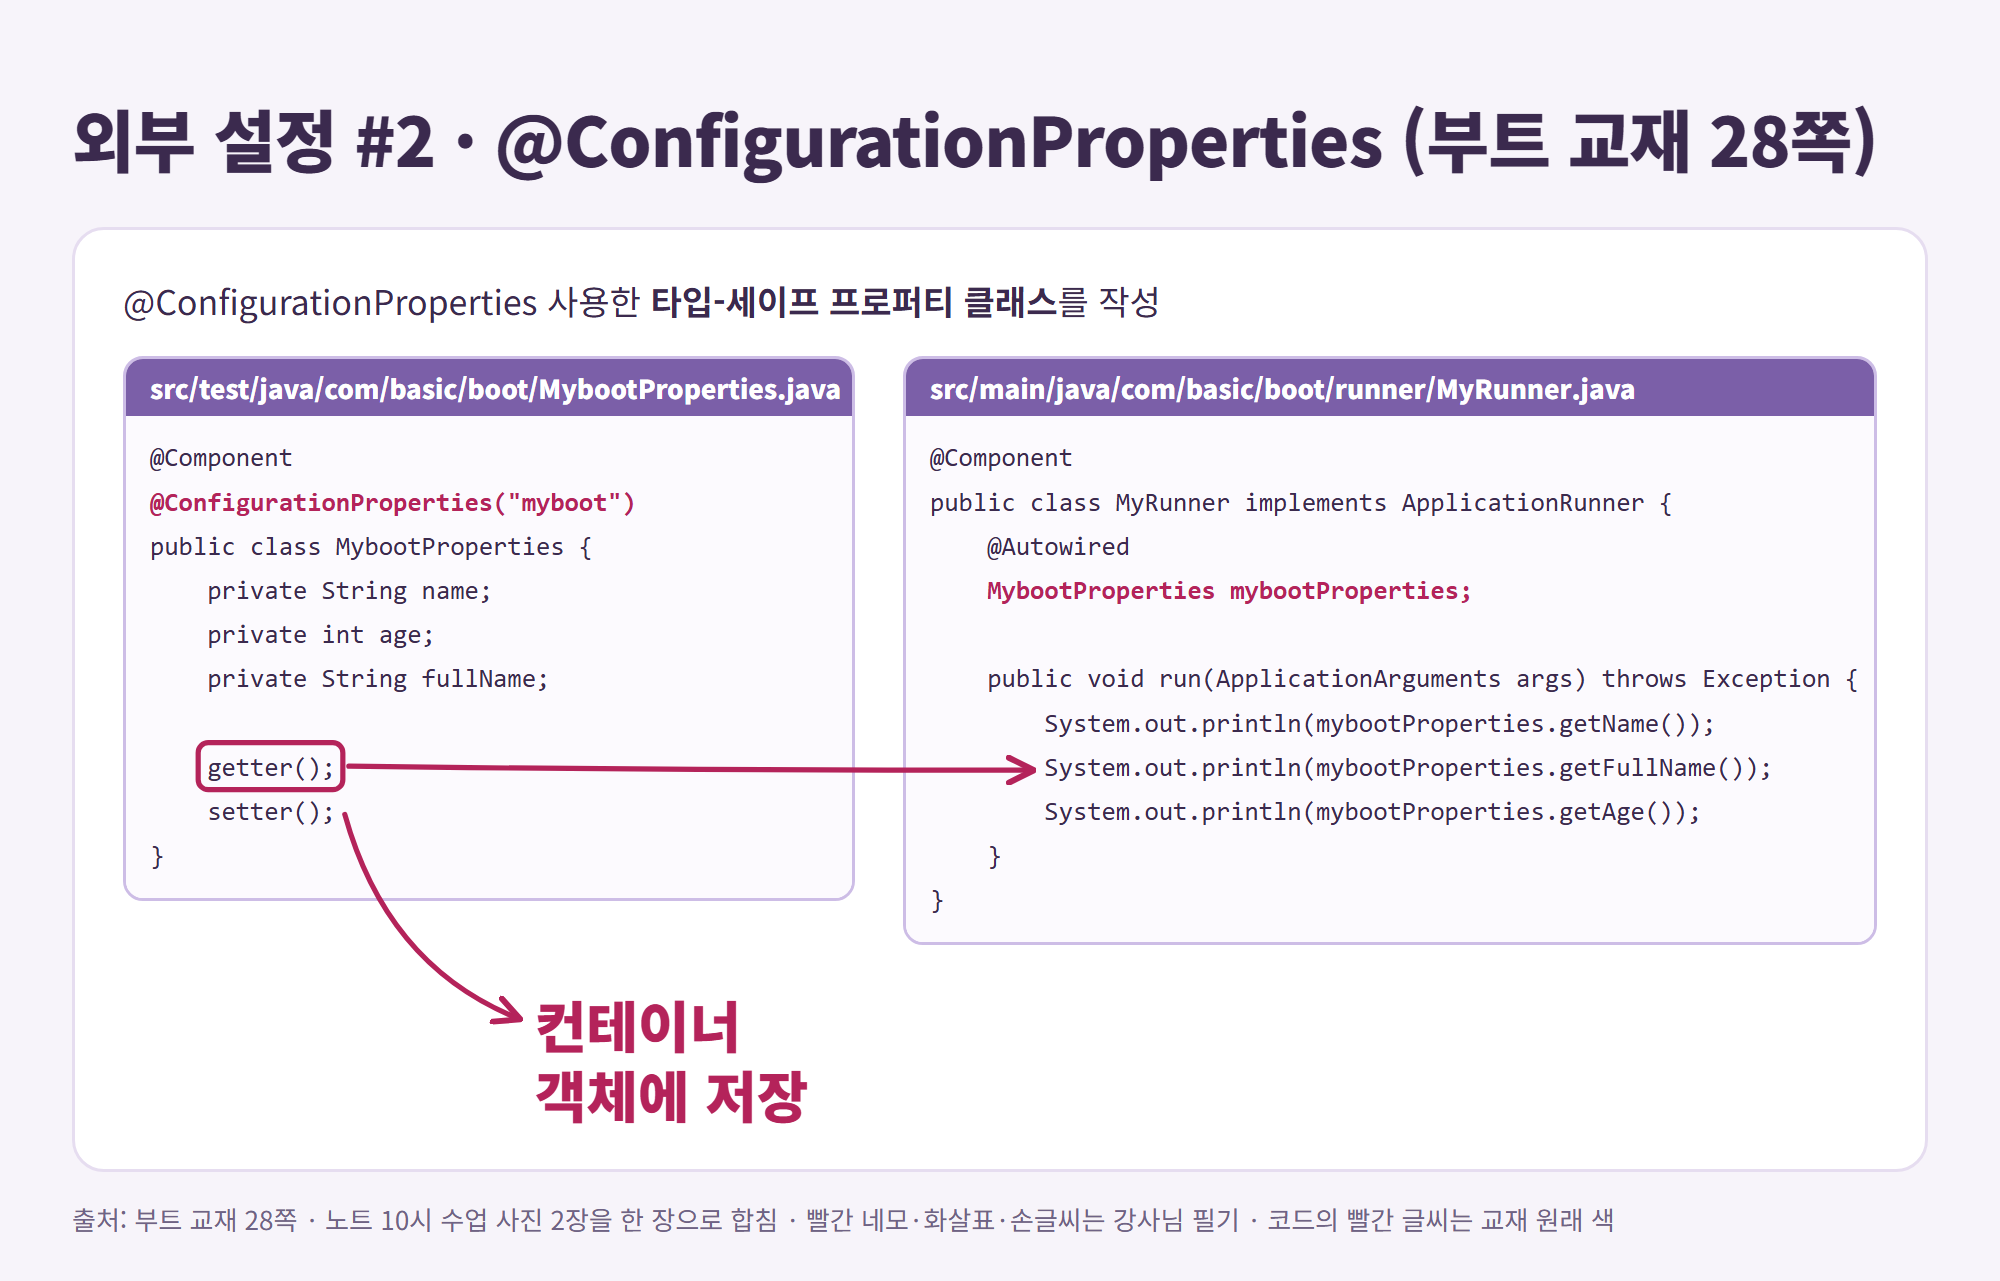 외부 설정 #2 · @ConfigurationProperties (부트 교재 28쪽)
@ConfigurationProperties 사용한 타입-세이프 프로퍼티 클래스를 작성
src/test/java/com/basic/boot/MybootProperties.java
@Component
@ConfigurationProperties("myboot")
public class MybootProperties {
    private String name;
    private int age;
    private String fullName;

    getter();
    setter();
}
컨테이너
객체에 저장
src/main/java/com/basic/boot/runner/MyRunner.java
@Component
public class MyRunner implements ApplicationRunner {
    @Autowired
    MybootProperties mybootProperties;

    public void run(ApplicationArguments args) throws Exception {
        System.out.println(mybootProperties.getName());
        System.out.println(mybootProperties.getFullName());
        System.out.println(mybootProperties.getAge());
    }
}
출처: 부트 교재 28쪽 · 노트 10시 수업 사진 2장을 한 장으로 합침 · 빨간 네모·화살표·손글씨는 강사님 필기 · 코드의 빨간 글씨는 교재 원래 색